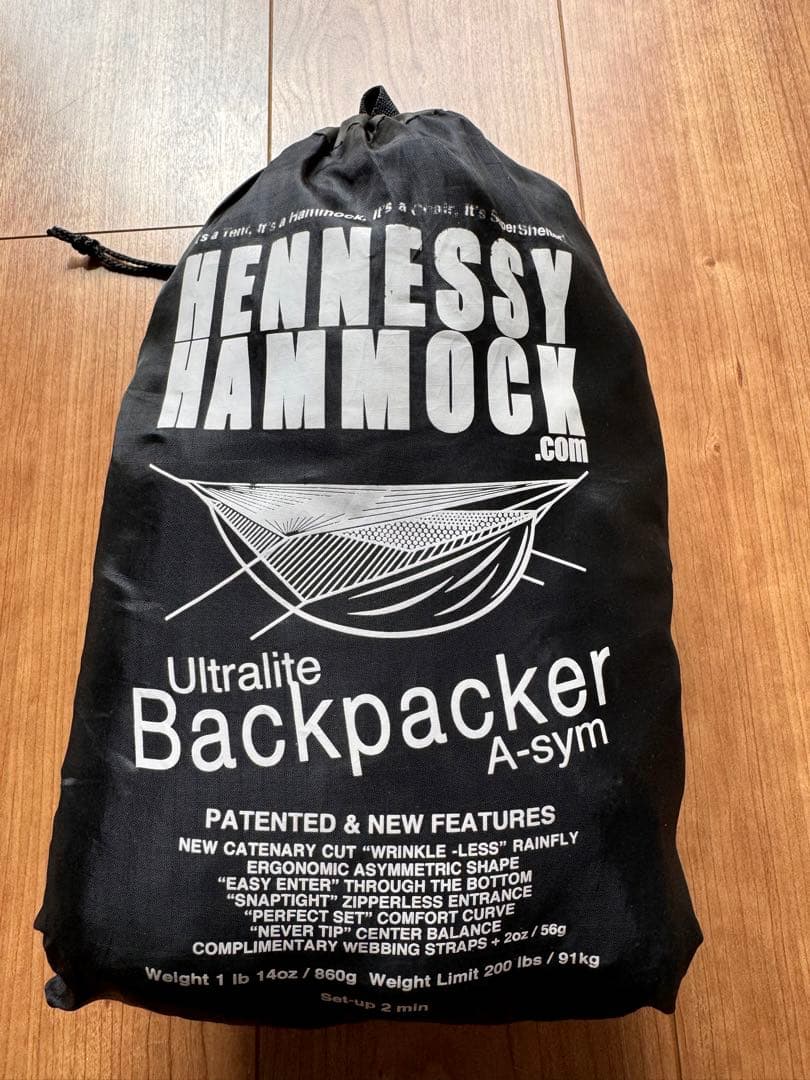 It's a Tent, It's a Hammock, It's a Chair, It's SuperShelter
HENNESSY
HAMMOCK
.com
Ultralite
Backpacker
A-sym
PATENTED & NEW FEATURES
NEW CATENARY CUT “WRINKLE -LESS” RAINFLY
ERGONOMIC ASYMMETRIC SHAPE
“EASY ENTER” THROUGH THE BOTTOM
“SNAPTIGHT” ZIPPERLESS ENTRANCE
“PERFECT SET” COMFORT CURVE
“NEVER TIP” CENTER BALANCE
COMPLIMENTARY WEBBING STRAPS + 2oz / 56g
Weight 1 lb 14oz / 860g Weight Limit 200 lbs / 91kg
Set-up 2 min